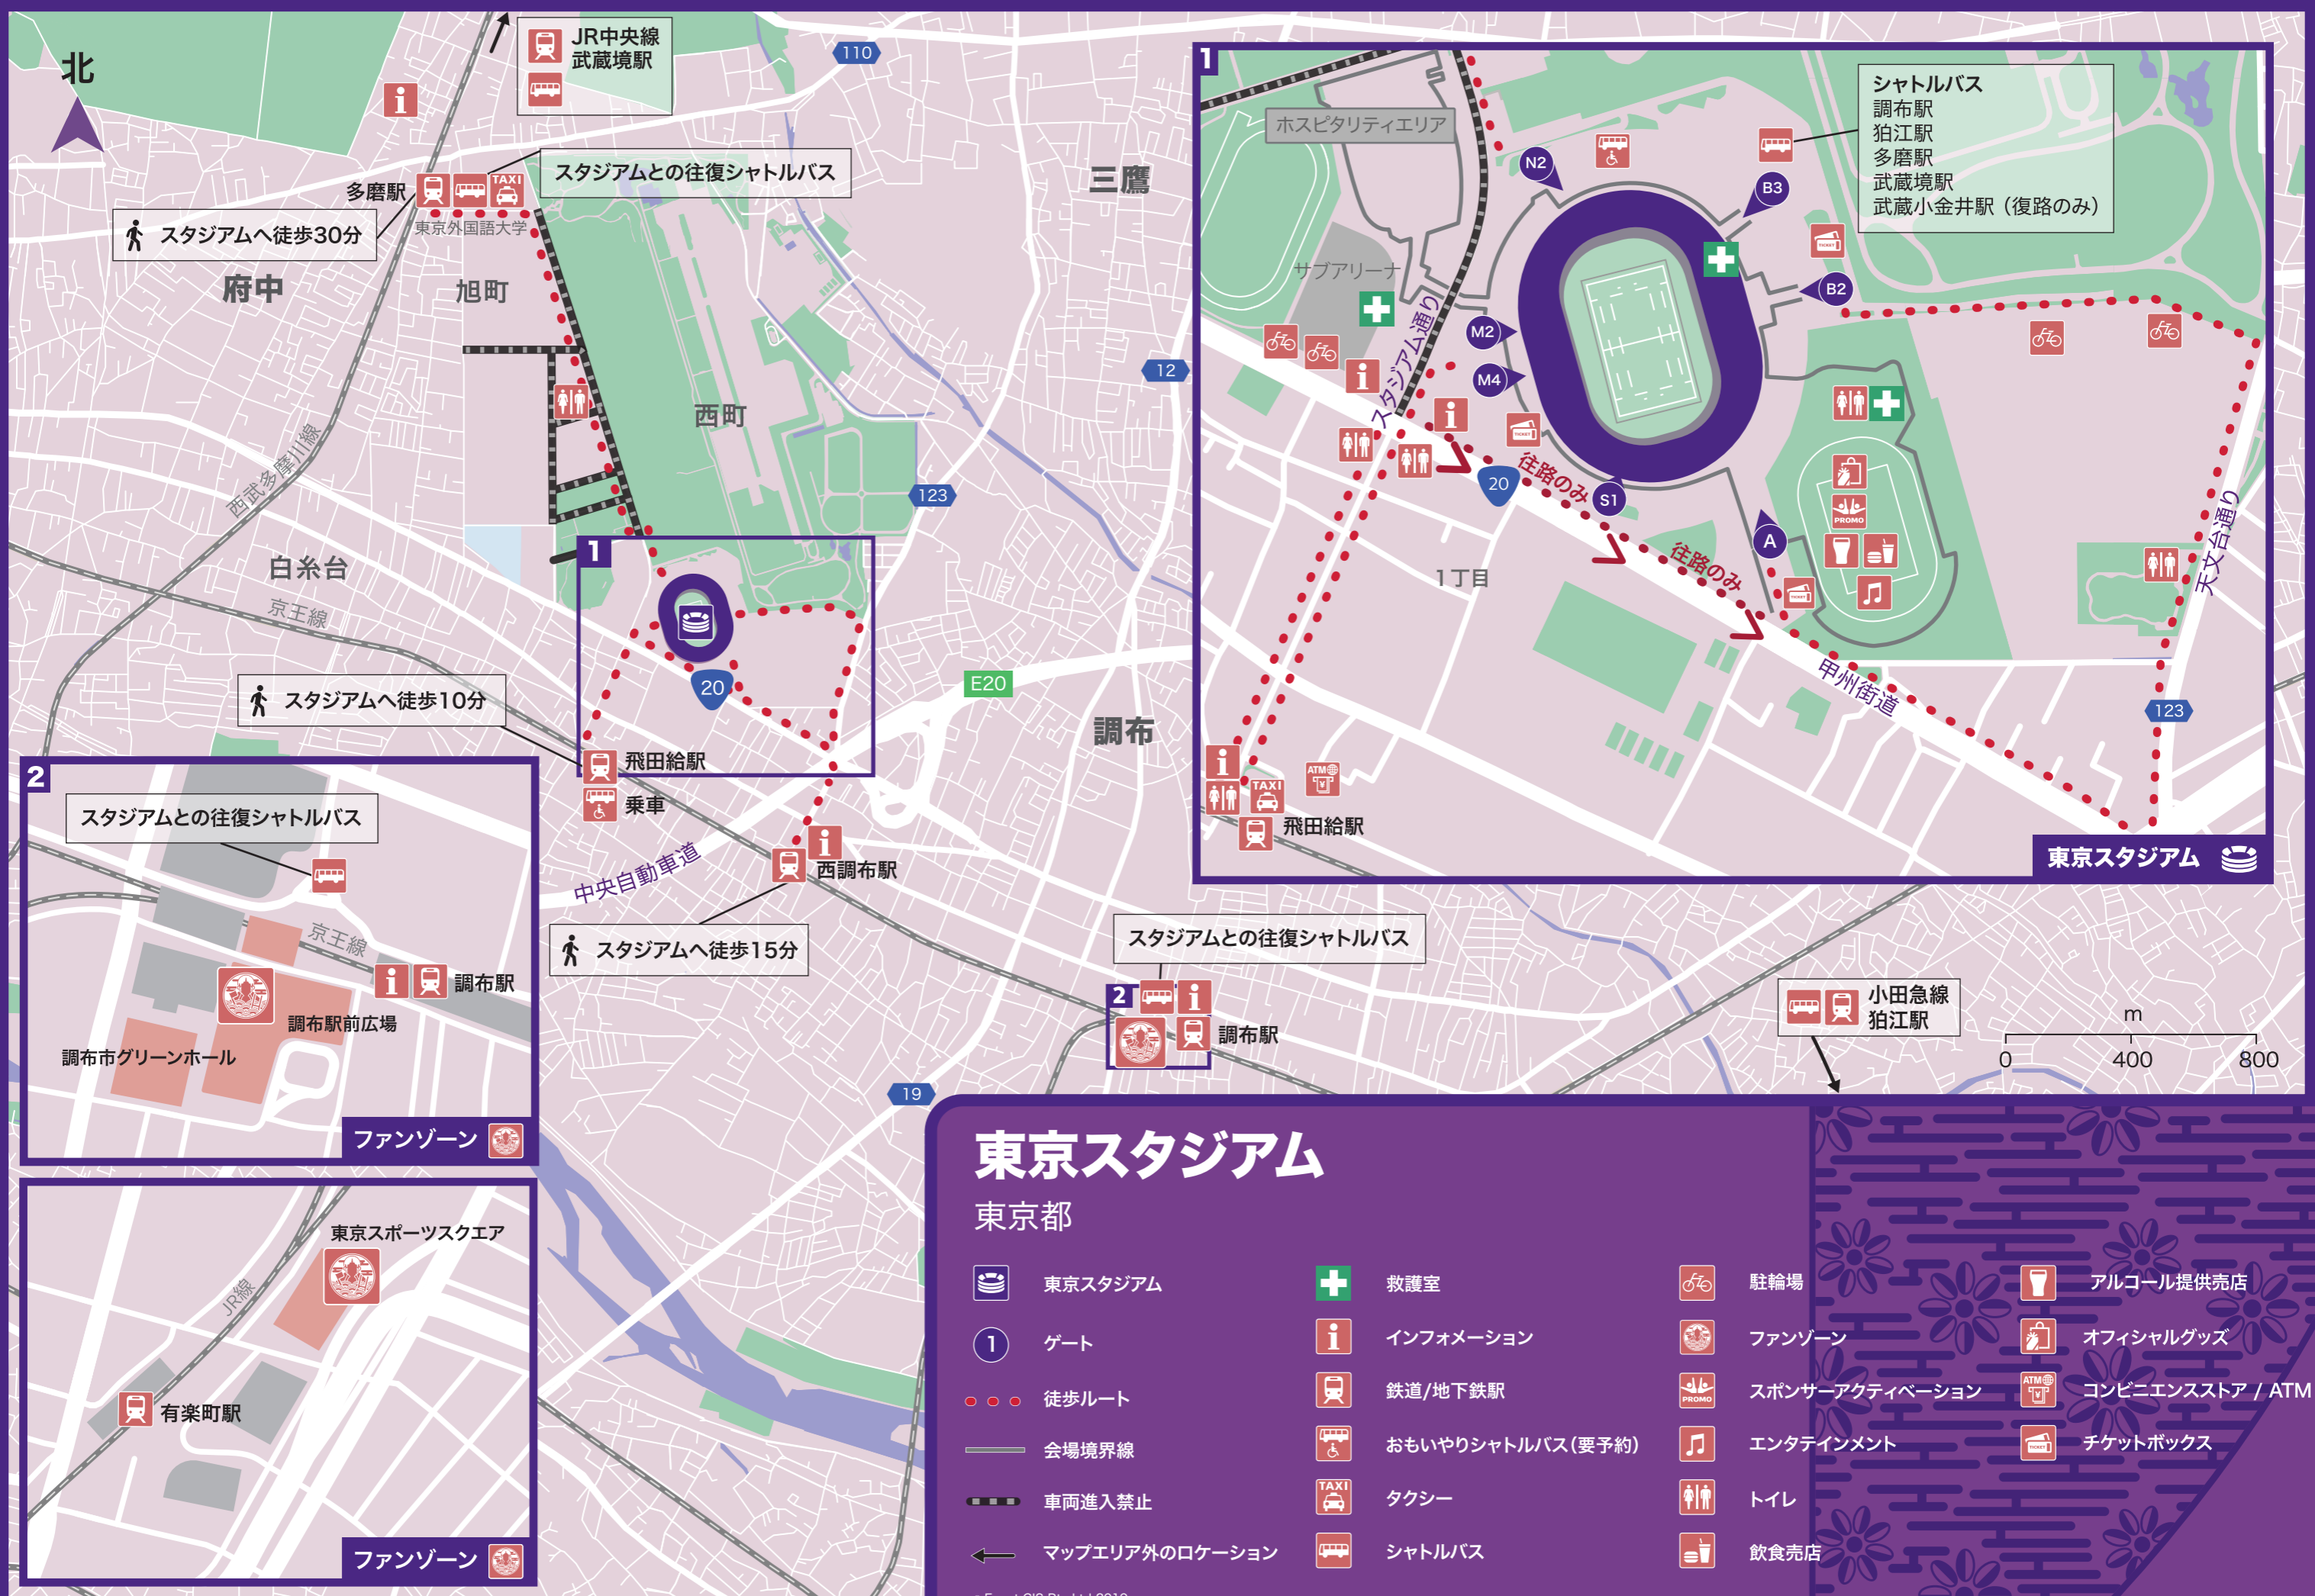 北
JR中央線
武蔵境駅
110
三鷹
多磨駅
TAXI
スタジアムとの往復シャトルバス
スタジアムへ徒歩30分
東京外国語大学
府中
旭町
西町
12
123
西武多摩川線
白糸台
京王線
1
20
E20
調布
スタジアムへ徒歩10分
飛田給駅
乗車
中央自動車道
西調布駅
スタジアムへ徒歩15分
スタジアムとの往復シャトルバス
2
調布駅
19
小田急線
狛江駅
m
0
400
800
1
ホスピタリティエリア
シャトルバス
調布駅
狛江駅
多磨駅
武蔵境駅
武蔵小金井駅（復路のみ）
N2
B3
B2
TICKET
サブアリーナ
M2
M4
スタジアム通り
TICKET
往路のみ
20
S1
往路のみ
A
PROMO
TICKET
1丁目
甲州街道
天文台通り
123
TAXI
ATM
飛田給駅
東京スタジアム
2
スタジアムとの往復シャトルバス
京王線
調布駅
調布駅前広場
調布市グリーンホール
ファンゾーン
東京スポーツスクエア
JR線
有楽町駅
ファンゾーン
東京スタジアム
東京都
東京スタジアム
1 ゲート
徒歩ルート
会場境界線
車両進入禁止
マップエリア外のロケーション
救護室
インフォメーション
鉄道/地下鉄駅
おもいやりシャトルバス（要予約）
TAXI タクシー
シャトルバス
駐輪場
ファンゾーン
PROMO スポンサーアクティベーション
エンタテインメント
トイレ
飲食売店
アルコール提供売店
オフィシャルグッズ
ATM コンビニエンスストア / ATM
TICKET チケットボックス